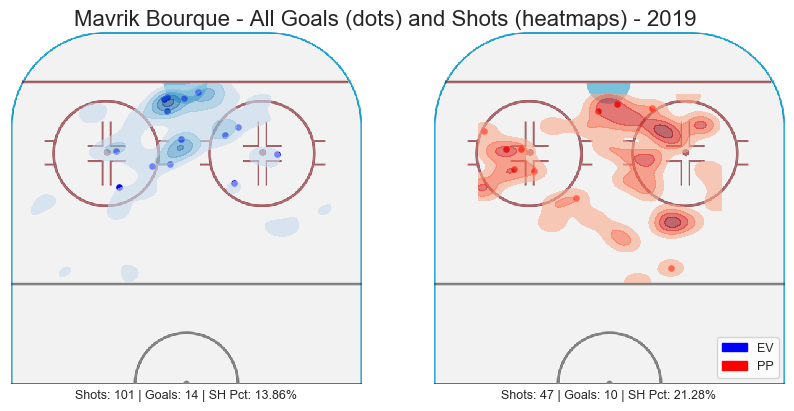 Mavrik Bourque - All Goals (dots) and Shots (heatmaps) - 2019
EV
PP
Shots: 101 | Goals: 14 | SH Pct: 13.86%
Shots: 47 | Goals: 10 | SH Pct: 21.28%